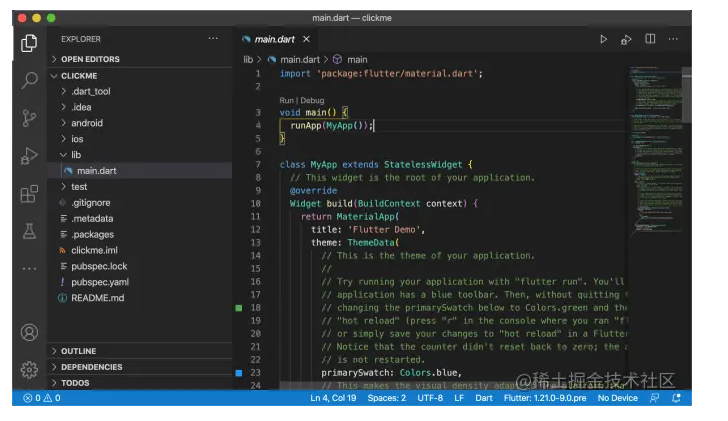 main.dart — clickme
EXPLORER
OPEN EDITORS
CLICKME
.dart_tool
.idea
android
ios
lib
main.dart
test
.gitignore
.metadata
.packages
clickme.iml
pubspec.lock
pubspec.yaml
README.md
OUTLINE
DEPENDENCIES
TODOS
main.dart
lib > main.dart > main
1 import 'package:flutter/material.dart';
2
Run | Debug
3 void main() {
4 runApp(MyApp());
5 }
6
7 class MyApp extends StatelessWidget {
8 // This widget is the root of your application.
9 @override
10 Widget build(BuildContext context) {
11 return MaterialApp(
12 title: 'Flutter Demo',
13 theme: ThemeData(
14 // This is the theme of your application.
15 //
16 // Try running your application with "flutter run". You'll
17 // application has a blue toolbar. Then, without quitting
18 // changing the primarySwatch below to Colors.green and
19 // "hot reload" (press "r" in the console where you ran
20 // or simply save your changes to "hot reload" in a Flutter
21 // Notice that the counter didn't reset back to zero; the
22 // is not restarted.
23 primarySwatch: Colors.blue,
24 // This makes the visual density
@稀土掘金技术社区
0 0
Ln 4, Col 19
Spaces: 2
UTF-8
LF
Dart
Flutter: 1.21.0-9.0.pre
No Device